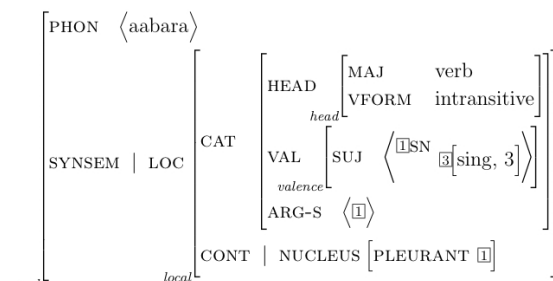 PHON ⟨aabara⟩
MAJ verb
HEAD
VFORM intransitive
head
CAT
SYNSEM | LOC
VAL SUJ ⟨1SN 3[sing, 3]⟩
valence
ARG-S ⟨1⟩
CONT | NUCLEUS [PLEURANT 1]
local